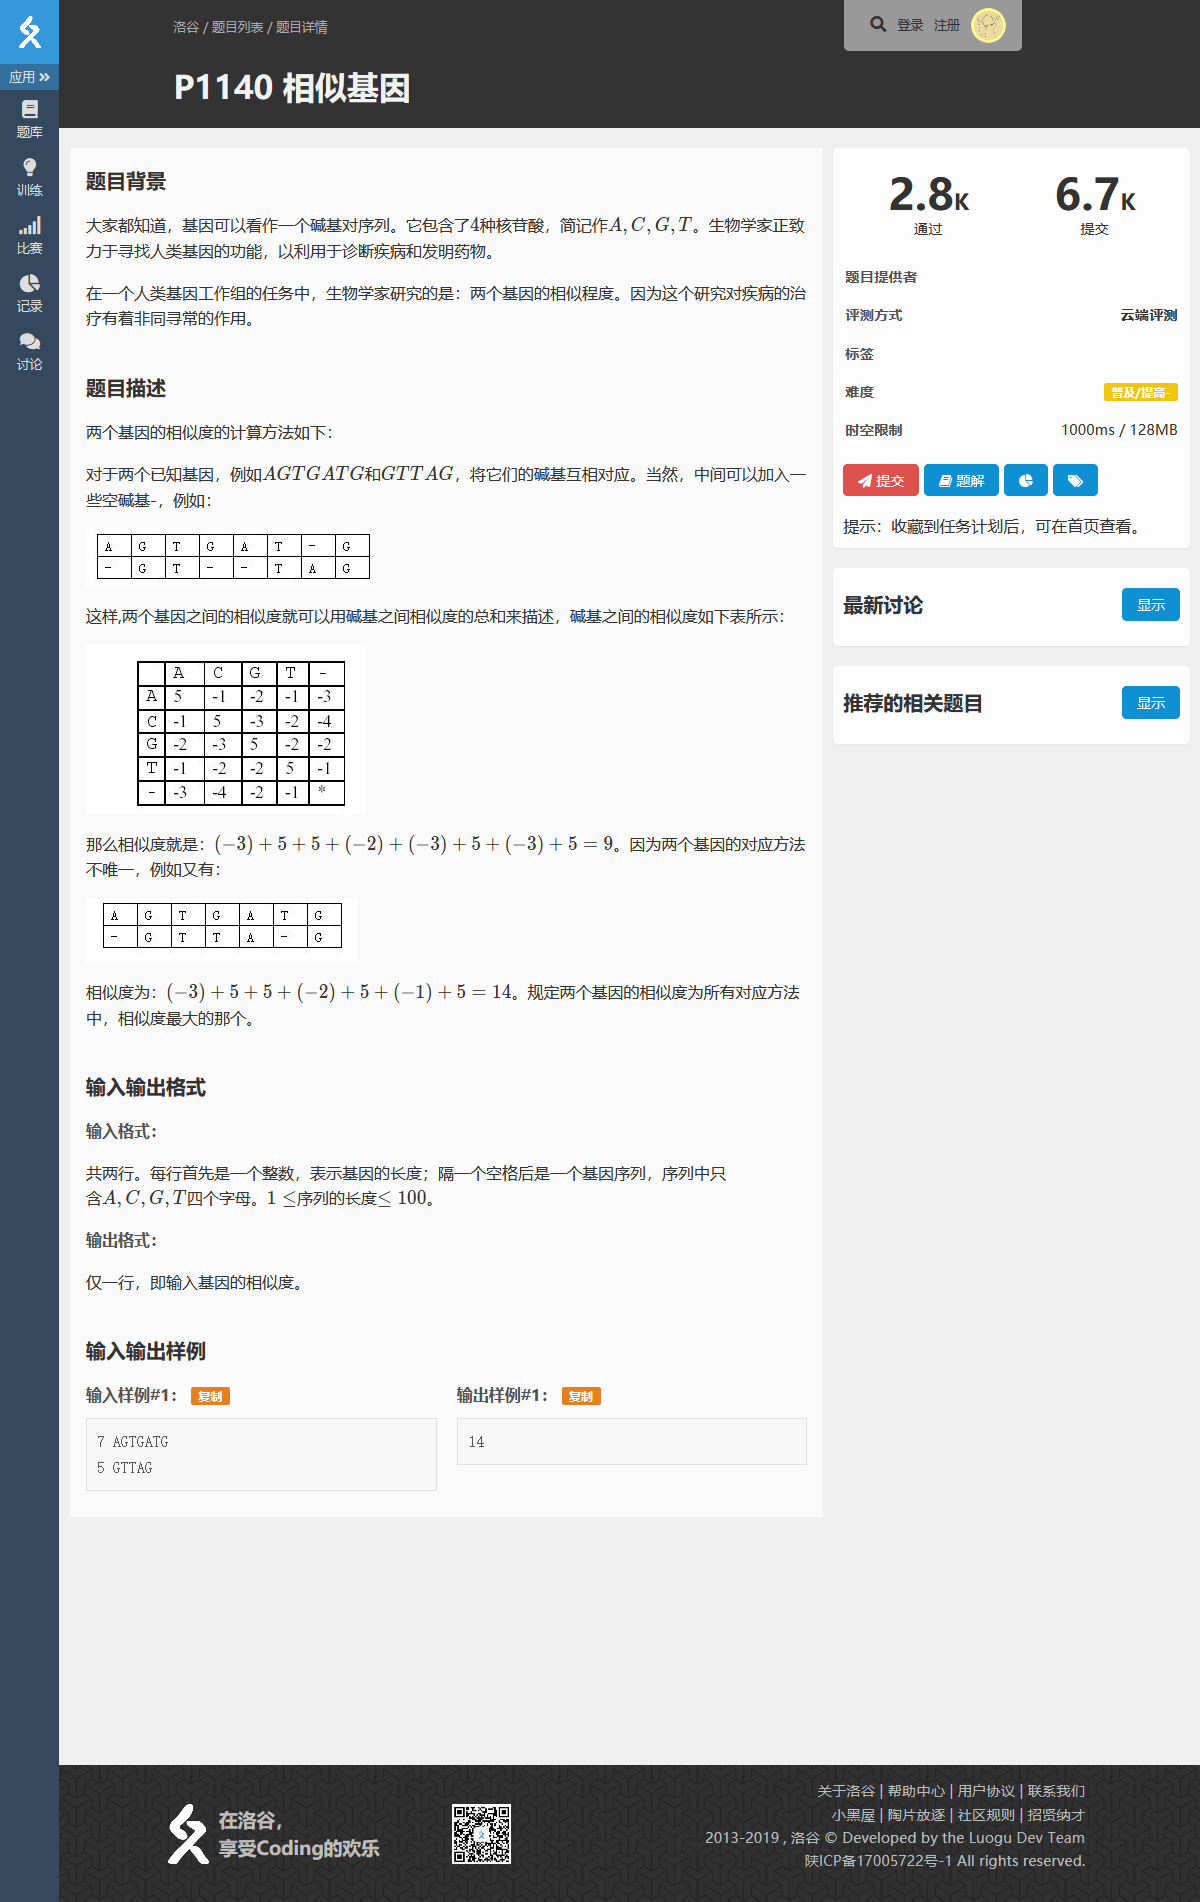 洛谷 / 题目列表 / 题目详情
登录 注册
P1140 相似基因
应用
题库
训练
比赛
记录
讨论
题目背景
大家都知道，基因可以看作一个碱基对序列。它包含了4种核苷酸，简记作A, C, G, T。生物学家正致
力于寻找人类基因的功能，以利用于诊断疾病和发明药物。
在一个人类基因工作组的任务中，生物学家研究的是：两个基因的相似程度。因为这个研究对疾病的治
疗有着非同寻常的作用。
题目描述
两个基因的相似度的计算方法如下：
对于两个已知基因，例如AGTGATG和GTTAG，将它们的碱基互相对应。当然，中间可以加入一
些空碱基-，例如：
A G T G A T - G
- G T - - T A G
这样,两个基因之间的相似度就可以用碱基之间相似度的总和来描述，碱基之间的相似度如下表所示：
A C G T -
A 5 -1 -2 -1 -3
C -1 5 -3 -2 -4
G -2 -3 5 -2 -2
T -1 -2 -2 5 -1
- -3 -4 -2 -1 *
那么相似度就是：(−3) + 5 + 5 + (−2) + (−3) + 5 + (−3) + 5 = 9。因为两个基因的对应方法
不唯一，例如又有：
A G T G A T G
- G T T A - G
相似度为：(−3) + 5 + 5 + (−2) + 5 + (−1) + 5 = 14。规定两个基因的相似度为所有对应方法
中，相似度最大的那个。
输入输出格式
输入格式：
共两行。每行首先是一个整数，表示基因的长度；隔一个空格后是一个基因序列，序列中只
含A, C, G, T四个字母。1 ≤序列的长度≤ 100。
输出格式：
仅一行，即输入基因的相似度。
输入输出样例
输入样例#1： 复制
7 AGTGATG
5 GTTAG
输出样例#1： 复制
14
2.8K 6.7K
通过 提交
题目提供者
评测方式 云端评测
标签
难度 普及/提高-
时空限制 1000ms / 128MB
提交 题解
提示：收藏到任务计划后，可在首页查看。
最新讨论 显示
推荐的相关题目 显示
在洛谷，
享受Coding的欢乐
关于洛谷 | 帮助中心 | 用户协议 | 联系我们
小黑屋 | 陶片放逐 | 社区规则 | 招贤纳才
2013-2019 , 洛谷 © Developed by the Luogu Dev Team
陕ICP备17005722号-1 All rights reserved.